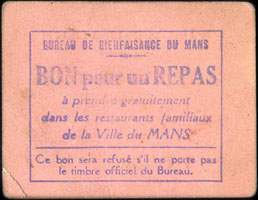 BUREAU DE BIENFAISANCE DU MANS
BON pour un REPAS
à prendre gratuitement
dans les restaurants familiaux
de la Ville du MANS
Ce bon sera refusé s'il ne porte pas
le timbre officiel du Bureau.